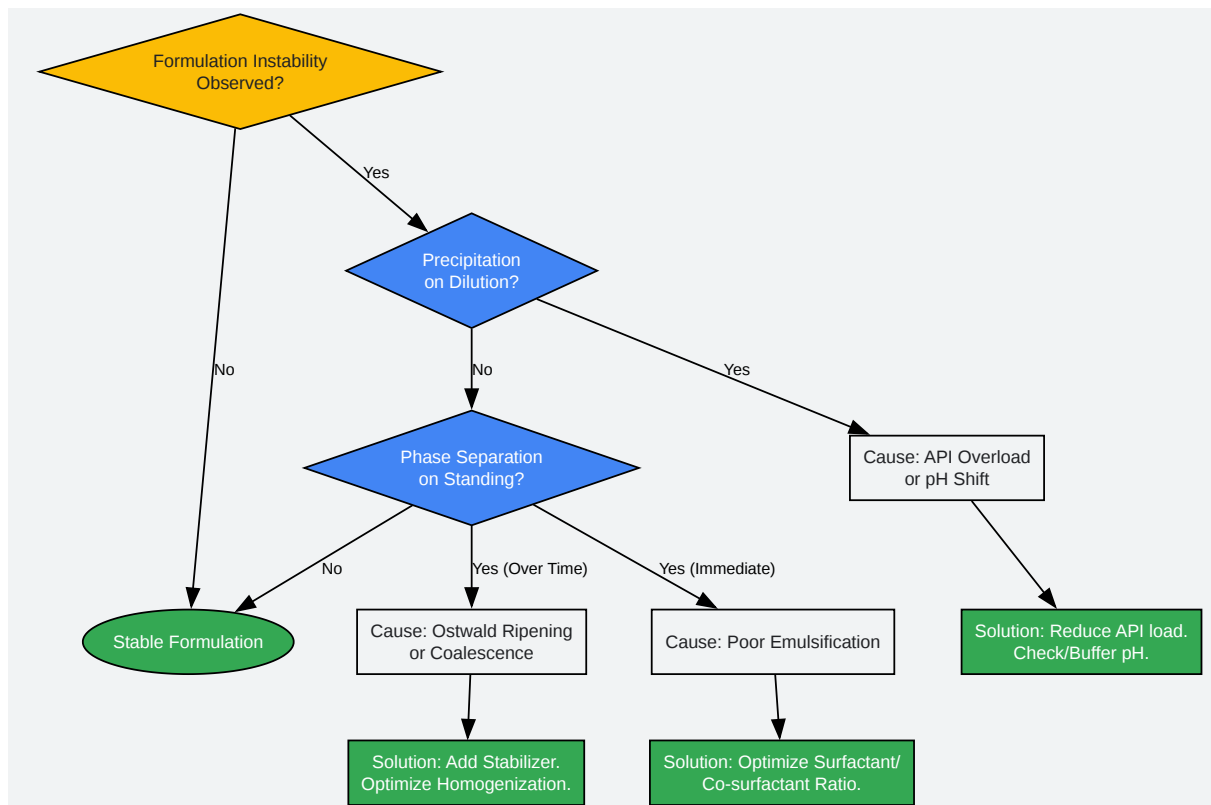 Formulation Instability
Observed?
Yes
Precipitation
on Dilution?
No
No
Yes
Phase Separation
on Standing?
Cause: API Overload
or pH Shift
No
Yes (Over Time)
Yes (Immediate)
Stable Formulation
Cause: Ostwald Ripening
or Coalescence
Cause: Poor Emulsification
Solution: Reduce API load.
Check/Buffer pH.
Solution: Add Stabilizer.
Optimize Homogenization.
Solution: Optimize Surfactant/
Co-surfactant Ratio.